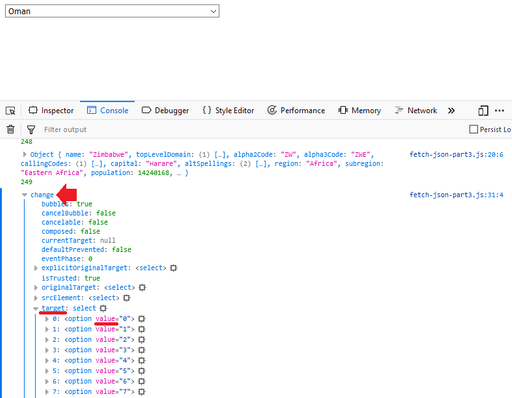 Oman
Inspector Console Debugger {} Style Editor Performance Memory Network »
Filter output Persist Lo
248
Object { name: "Zimbabwe", topLevelDomain: (1) […], alpha2Code: "ZW", alpha3Code: "ZWE", fetch-json-part3.js:20:6
callingCodes: (1) […], capital: "Harare", altSpellings: (2) […], region: "Africa", subregion:
"Eastern Africa", population: 14240168, … }
249
change fetch-json-part3.js:31:4
bubbles: true
cancelBubble: false
cancelable: false
composed: false
currentTarget: null
defaultPrevented: false
eventPhase: 0
explicitOriginalTarget: <select>
isTrusted: true
originalTarget: <select>
srcElement: <select>
target: select
0: <option value="0">
1: <option value="1">
2: <option value="2">
3: <option value="3">
4: <option value="4">
5: <option value="5">
6: <option value="6">
7: <option value="7">